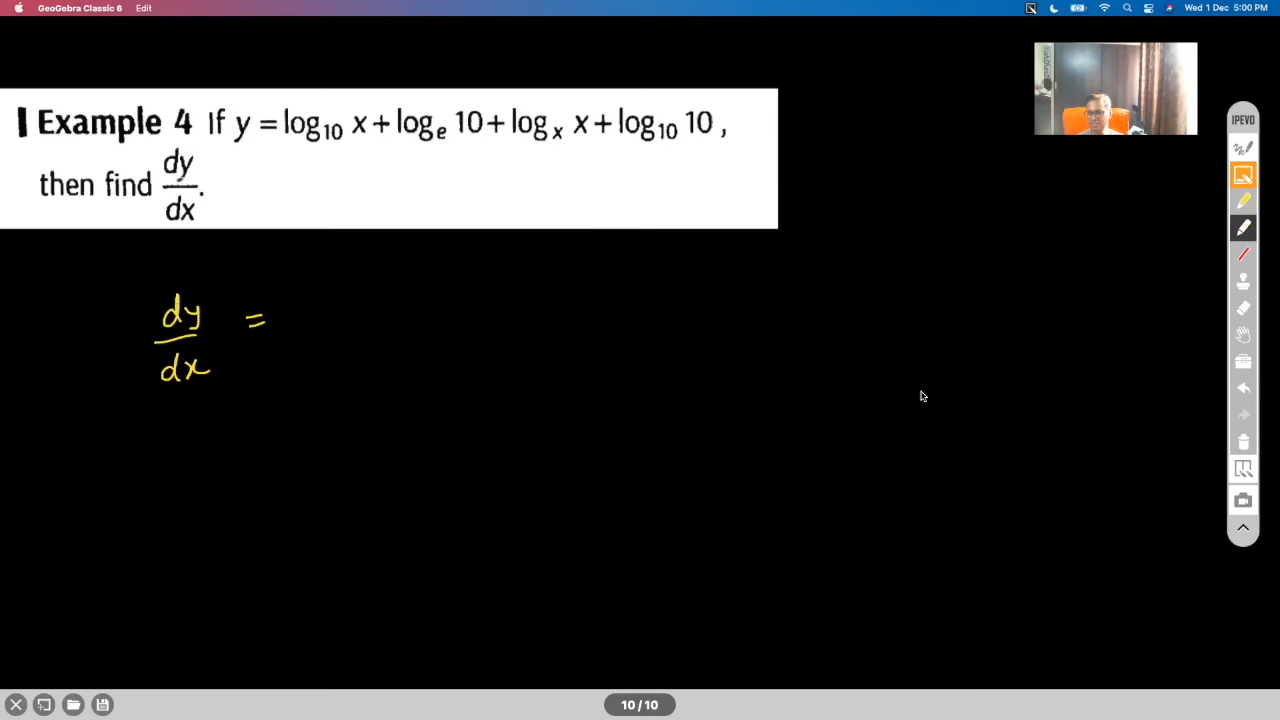 GeoGebra Classic 6 Edit Wed 1 Dec 5:00 PM
Example 4 If y = log₁₀ x + logₑ 10 + logₓ x + log₁₀ 10 ,
then find dy/dx.
dy/dx =
IPEVO
10 / 10